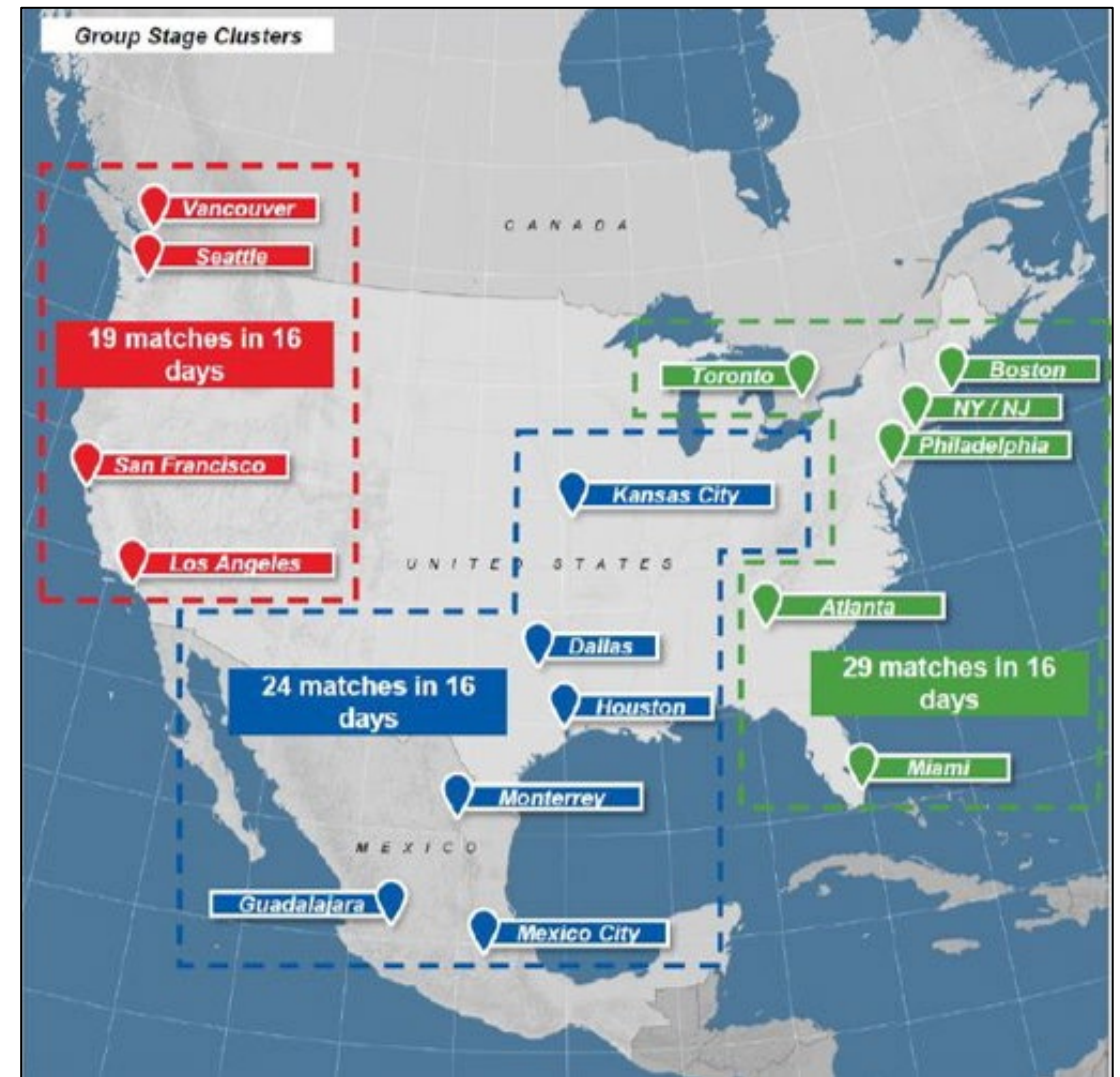 Group Stage Clusters
Vancouver
Seattle
CANADA
19 matches in 16
days
Toronto
Boston
NY / NJ
Philadelphia
San Francisco
Kansas City
Los Angeles
UNITED STATES
Atlanta
Dallas
24 matches in 16
days
29 matches in 16
days
Houston
Miami
Monterrey
MEXICO
Guadalajara
Mexico City